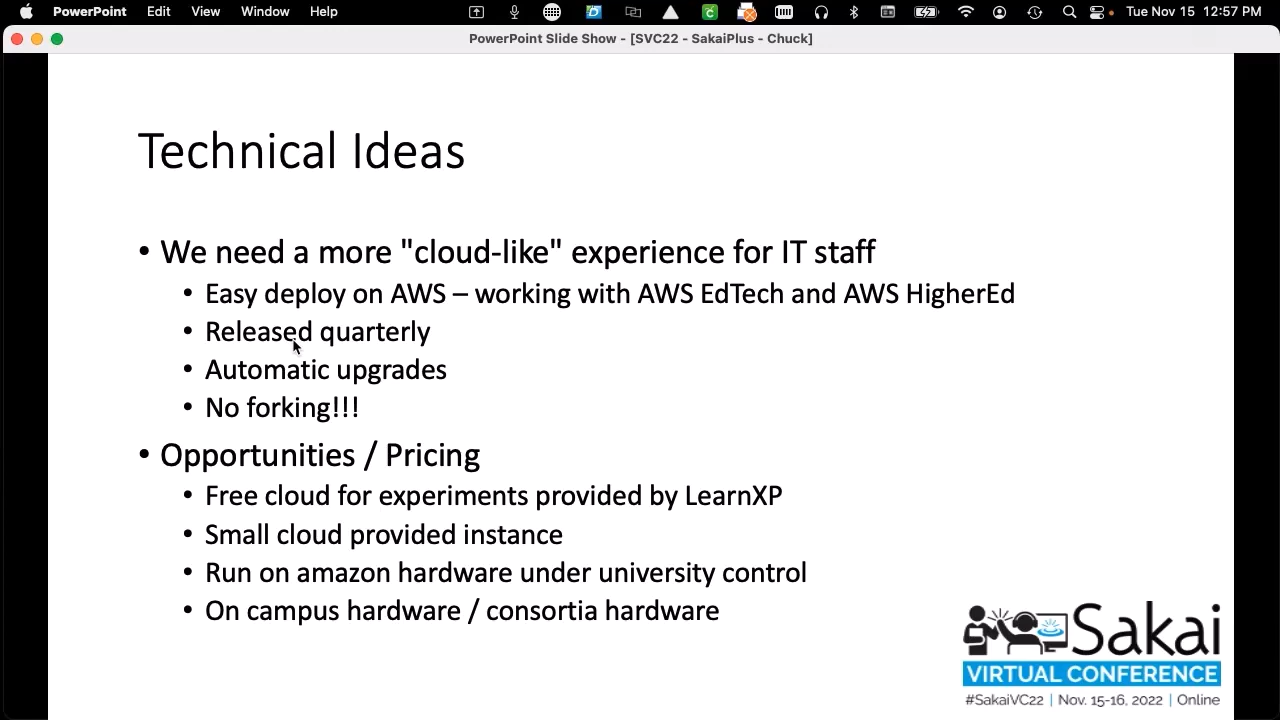 PowerPoint Edit View Window Help Tue Nov 15 12:57 PM
PowerPoint Slide Show - [SVC22 - SakaiPlus - Chuck]
Technical Ideas
• We need a more "cloud-like" experience for IT staff
• Easy deploy on AWS – working with AWS EdTech and AWS HigherEd
• Released quarterly
• Automatic upgrades
• No forking!!!
• Opportunities / Pricing
• Free cloud for experiments provided by LearnXP
• Small cloud provided instance
• Run on amazon hardware under university control
• On campus hardware / consortia hardware
Sakai
VIRTUAL CONFERENCE
#SakaiVC22 | Nov. 15-16, 2022 | Online